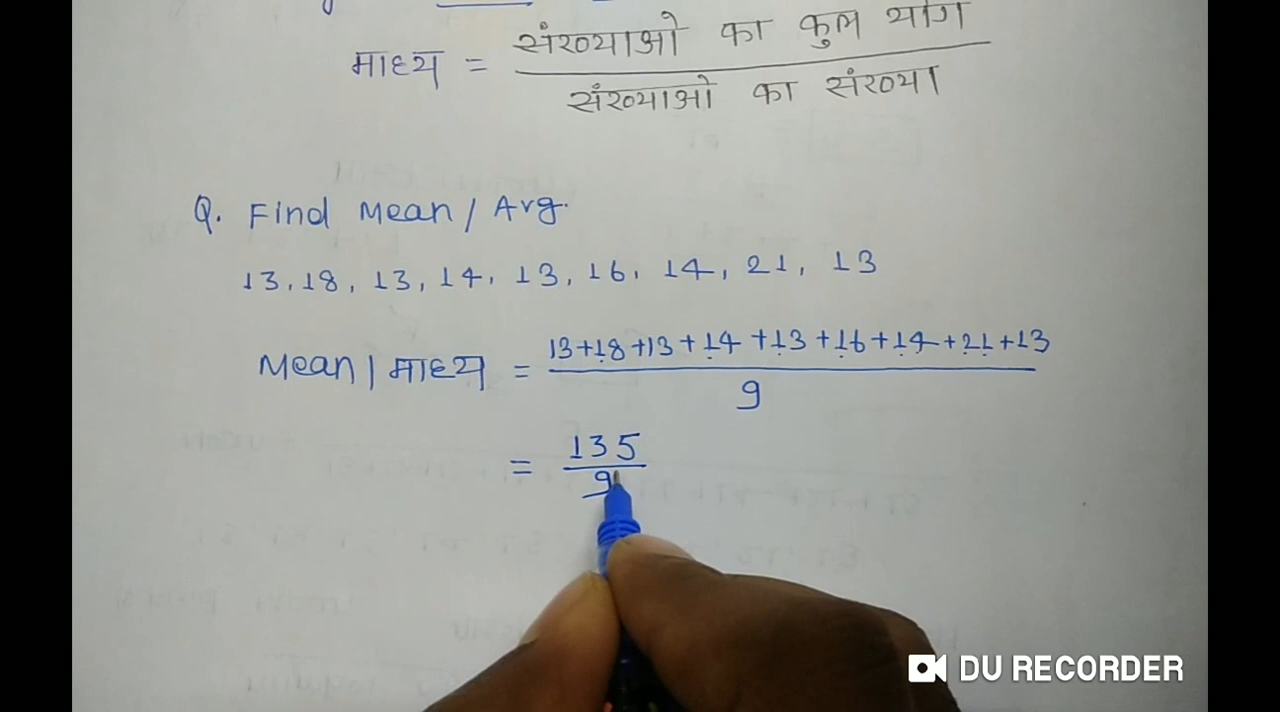 माध्य = संख्याओ का कुल योग
संख्याओ का संख्या
Q. Find Mean / Avg.
13, 18, 13, 14, 13, 16, 14, 21, 13
Mean / माध्य = 13+18+13+14+13+16+14+21+13
9
= 135
9
DU RECORDER